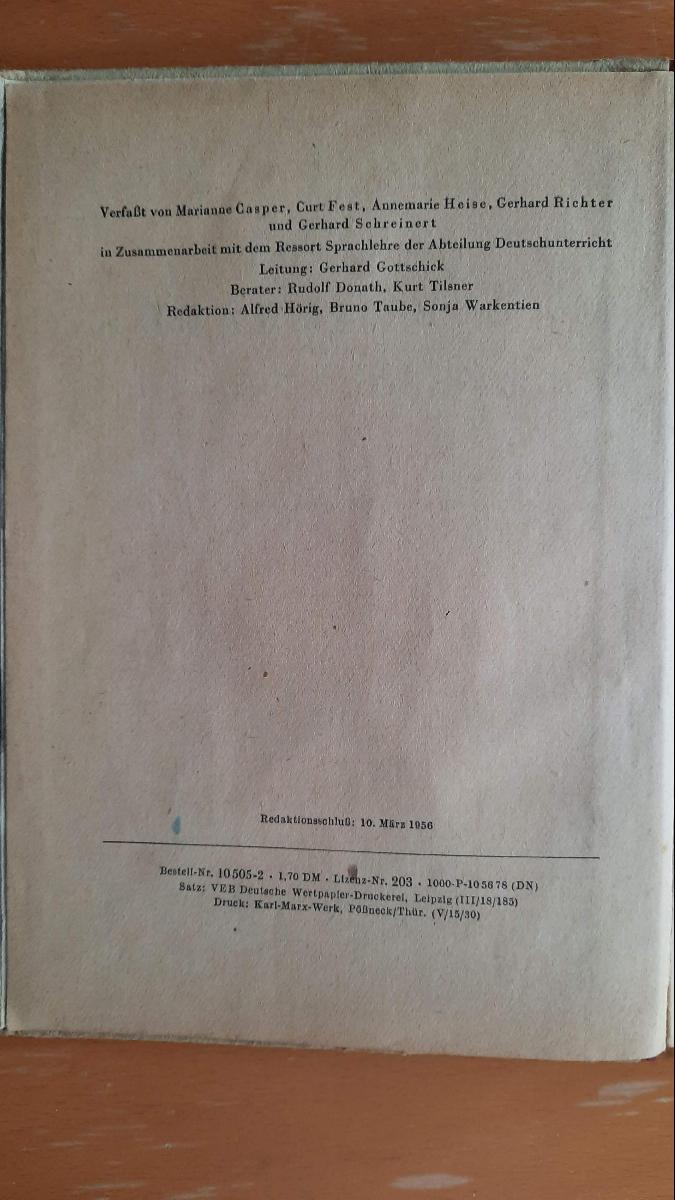 Verfaßt von Marianne Casper, Curt Fest, Annemarie Heise, Gerhard Richter
und Gerhard Schreinert
in Zusammenarbeit mit dem Ressort Sprachlehre der Abteilung Deutschunterricht
Leitung: Gerhard Gottschick
Berater: Rudolf Donath, Kurt Tilsner
Redaktion: Alfred Hörig, Bruno Taube, Sonja Warkentien
Redaktionsschluß: 10. März 1956
Bestell-Nr. 10505-2 · 1,70 DM · Lizenz-Nr. 203 · 1000-P-105678 (DN)
Satz: VEB Deutsche Wertpapier-Druckerei, Leipzig (III/18/185)
Druck: Karl-Marx-Werk, Pößneck/Thür. (V/15/30)